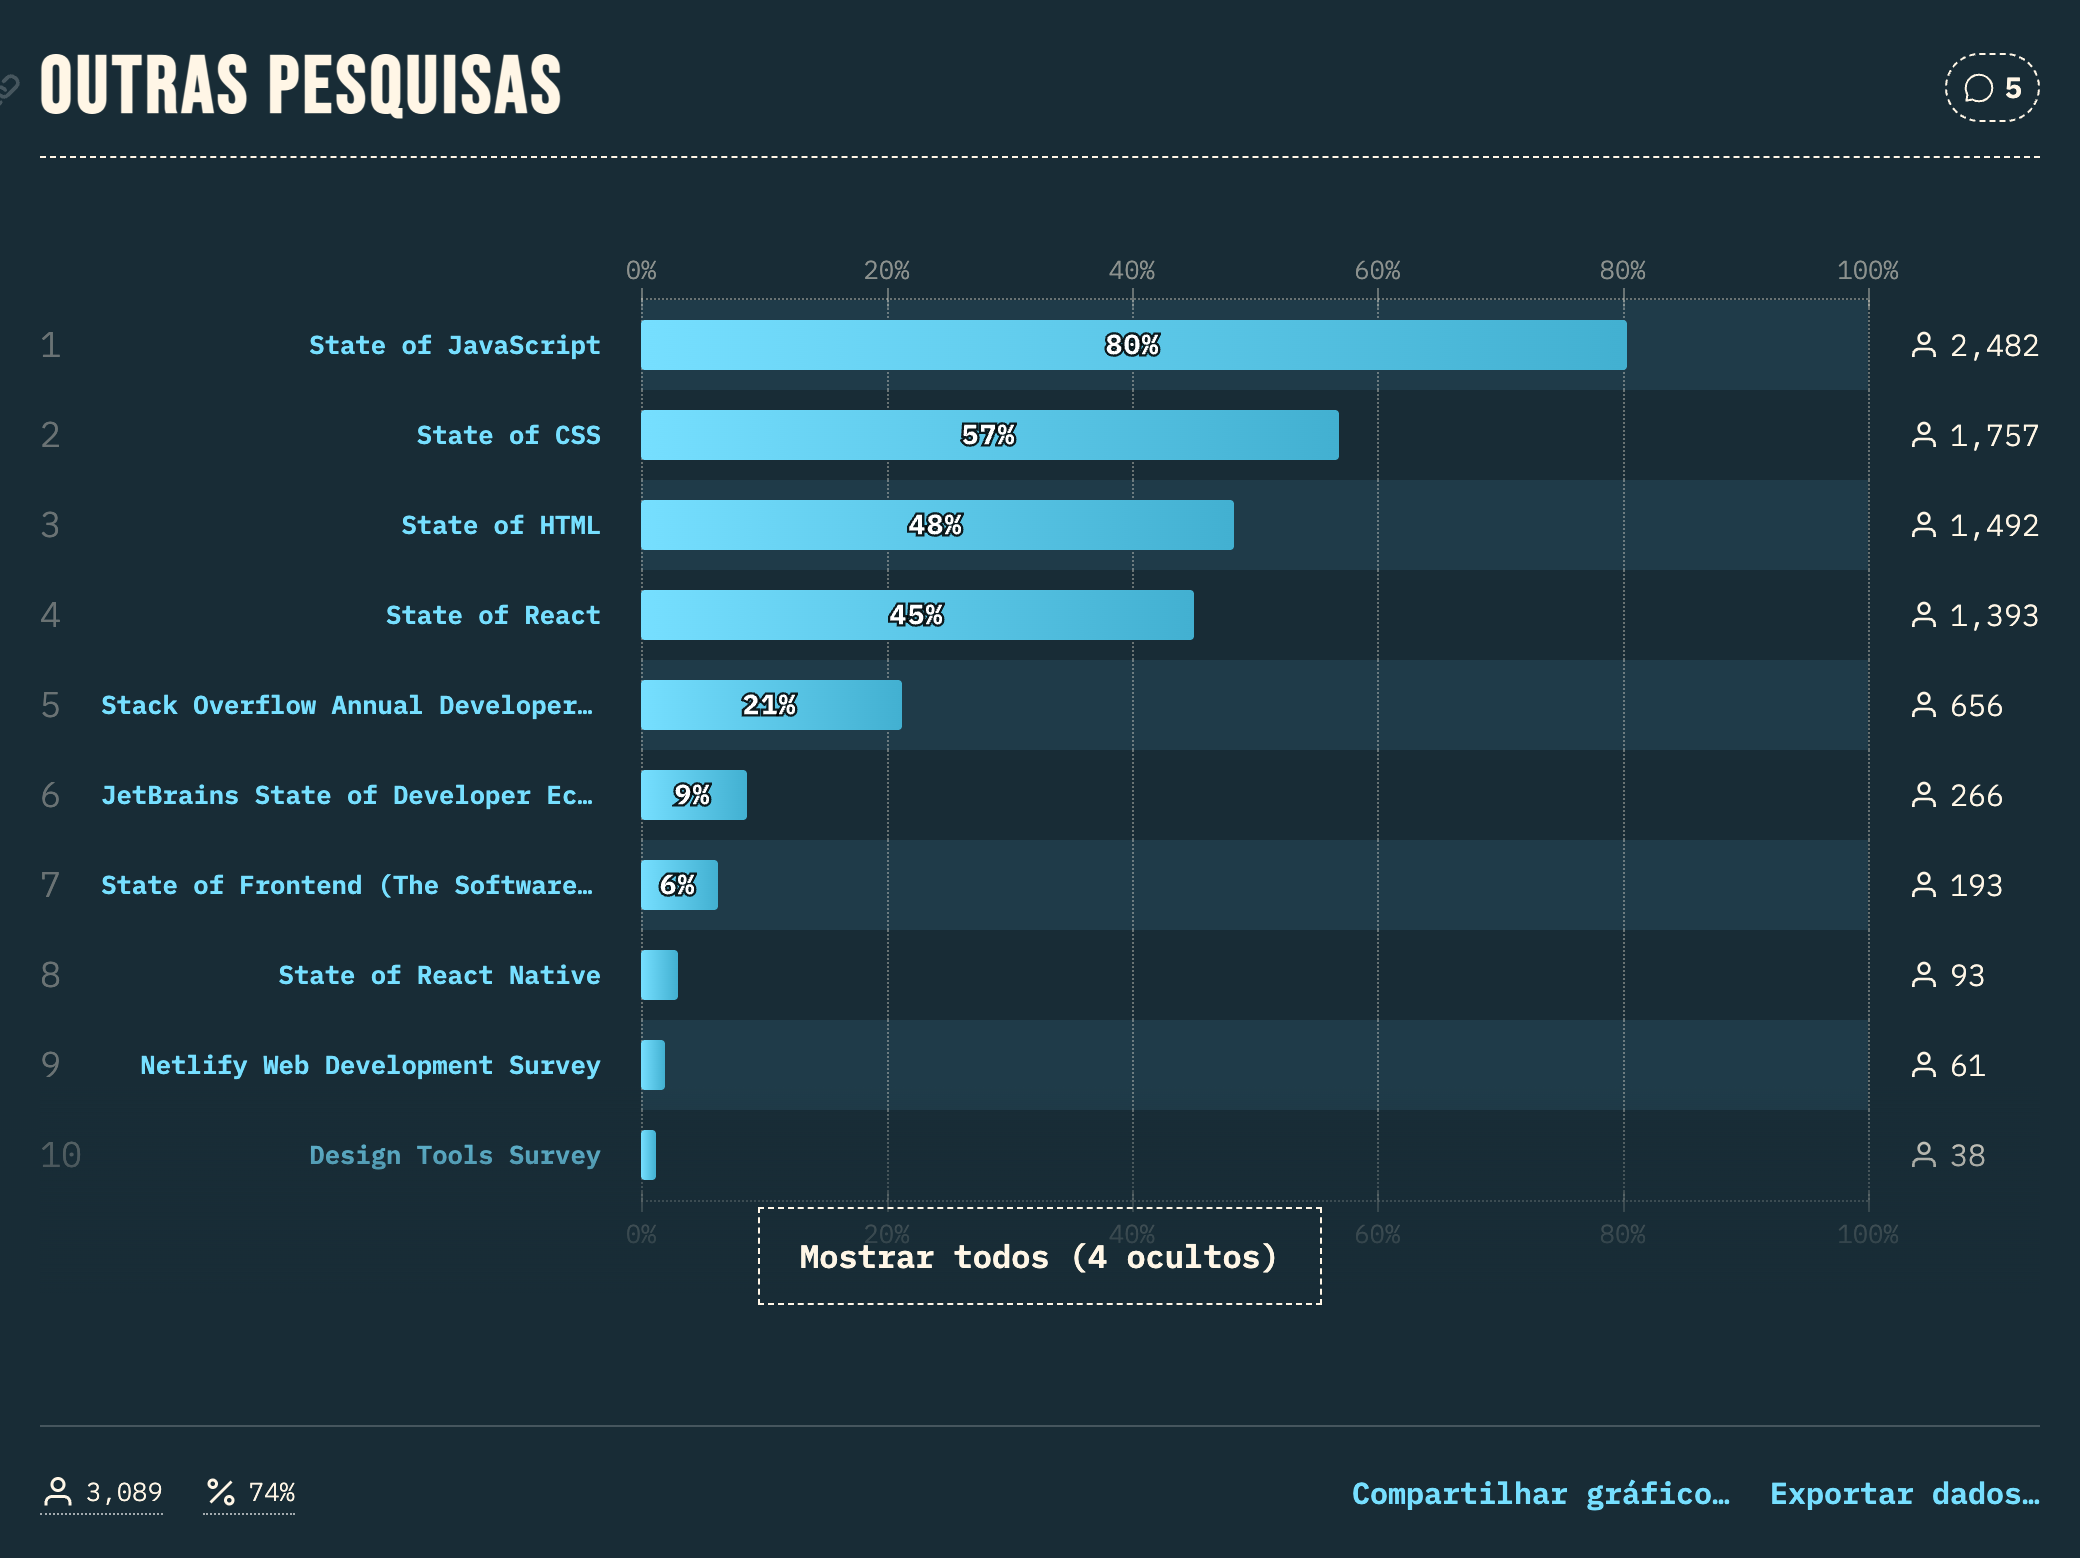 OUTRAS PESQUISAS
5
0% 20% 40% 60% 80% 100%
1 State of JavaScript 80% 2,482
2 State of CSS 57% 1,757
3 State of HTML 48% 1,492
4 State of React 45% 1,393
5 Stack Overflow Annual Developer… 21% 656
6 JetBrains State of Developer Ec… 9% 266
7 State of Frontend (The Software… 6% 193
8 State of React Native 93
9 Netlify Web Development Survey 61
10 Design Tools Survey 38
0% 20% 40% 60% 80% 100%
Mostrar todos (4 ocultos)
3,089 74% Compartilhar gráfico… Exportar dados…